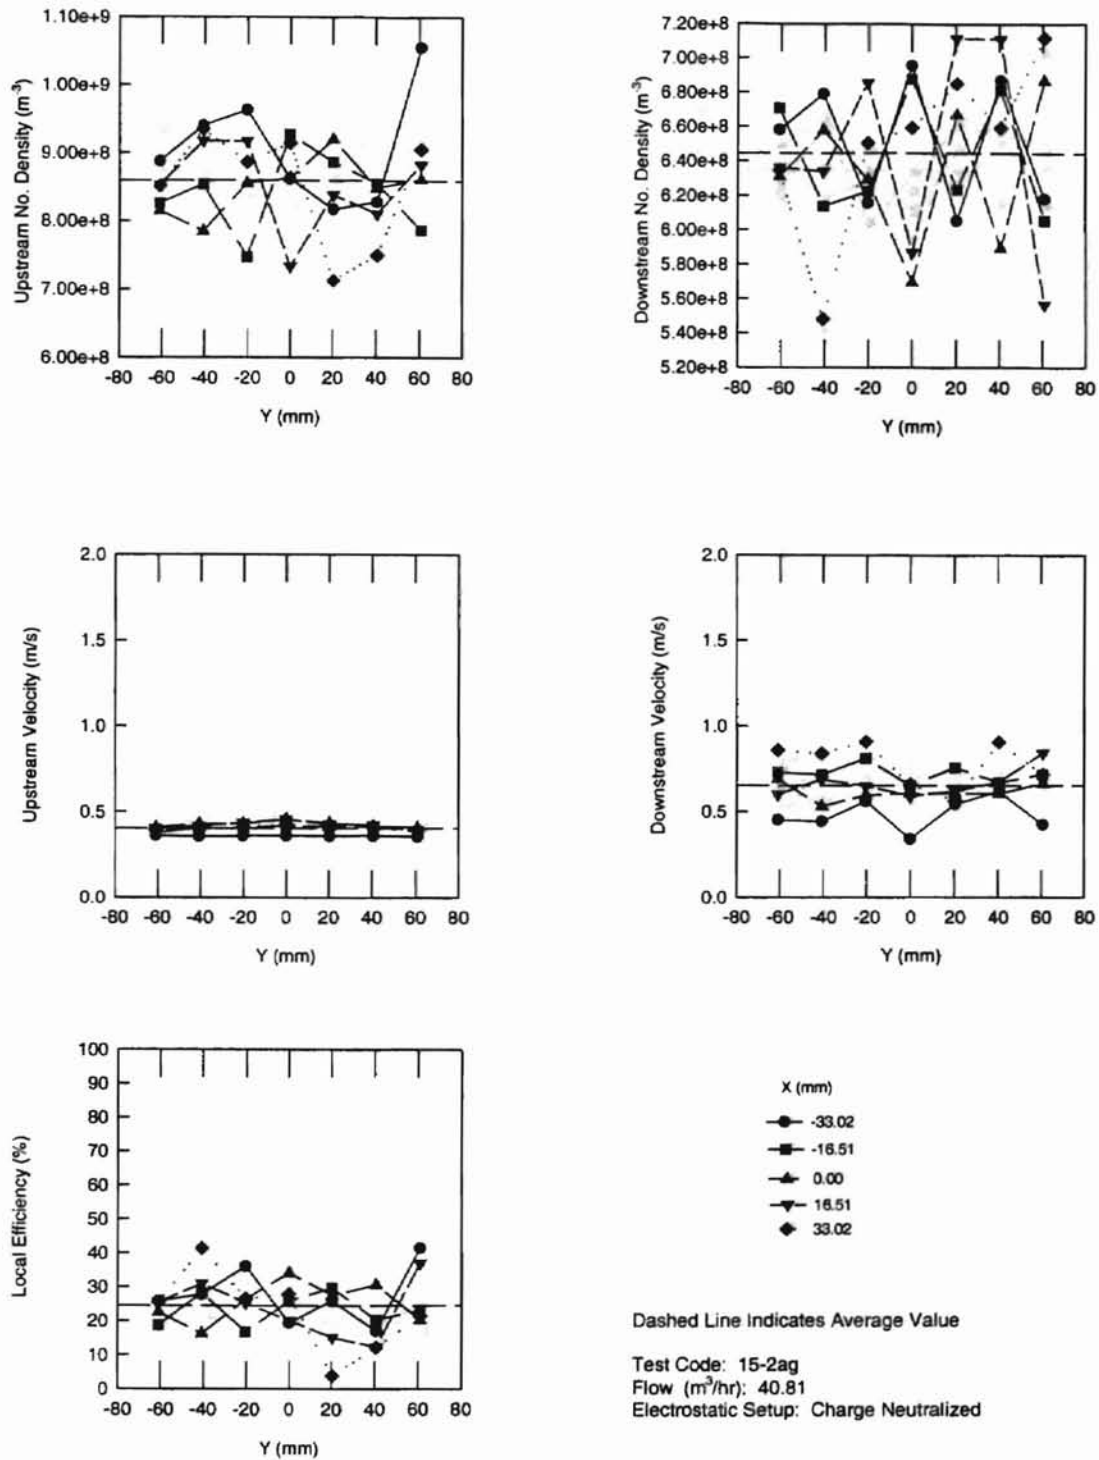 Upstream No. Density (m⁻³)
1.10e+9
1.00e+9
9.00e+8
8.00e+8
7.00e+8
6.00e+8
-80 -60 -40 -20 0 20 40 60 80
Y (mm)
Downstream No. Density (m⁻³)
7.20e+8
7.00e+8
6.80e+8
6.60e+8
6.40e+8
6.20e+8
6.00e+8
5.80e+8
5.60e+8
5.40e+8
5.20e+8
-80 -60 -40 -20 0 20 40 60 80
Y (mm)
Upstream Velocity (m/s)
2.0
1.5
1.0
0.5
0.0
-80 -60 -40 -20 0 20 40 60 80
Y (mm)
Downstream Velocity (m/s)
2.0
1.5
1.0
0.5
0.0
-80 -60 -40 -20 0 20 40 60 80
Y (mm)
Local Efficiency (%)
100
90
80
70
60
50
40
30
20
10
0
-80 -60 -40 -20 0 20 40 60 80
Y (mm)
X (mm)
-33.02
-16.51
0.00
16.51
33.02
Dashed Line Indicates Average Value
Test Code: 15-2ag
Flow (m³/hr): 40.81
Electrostatic Setup: Charge Neutralized